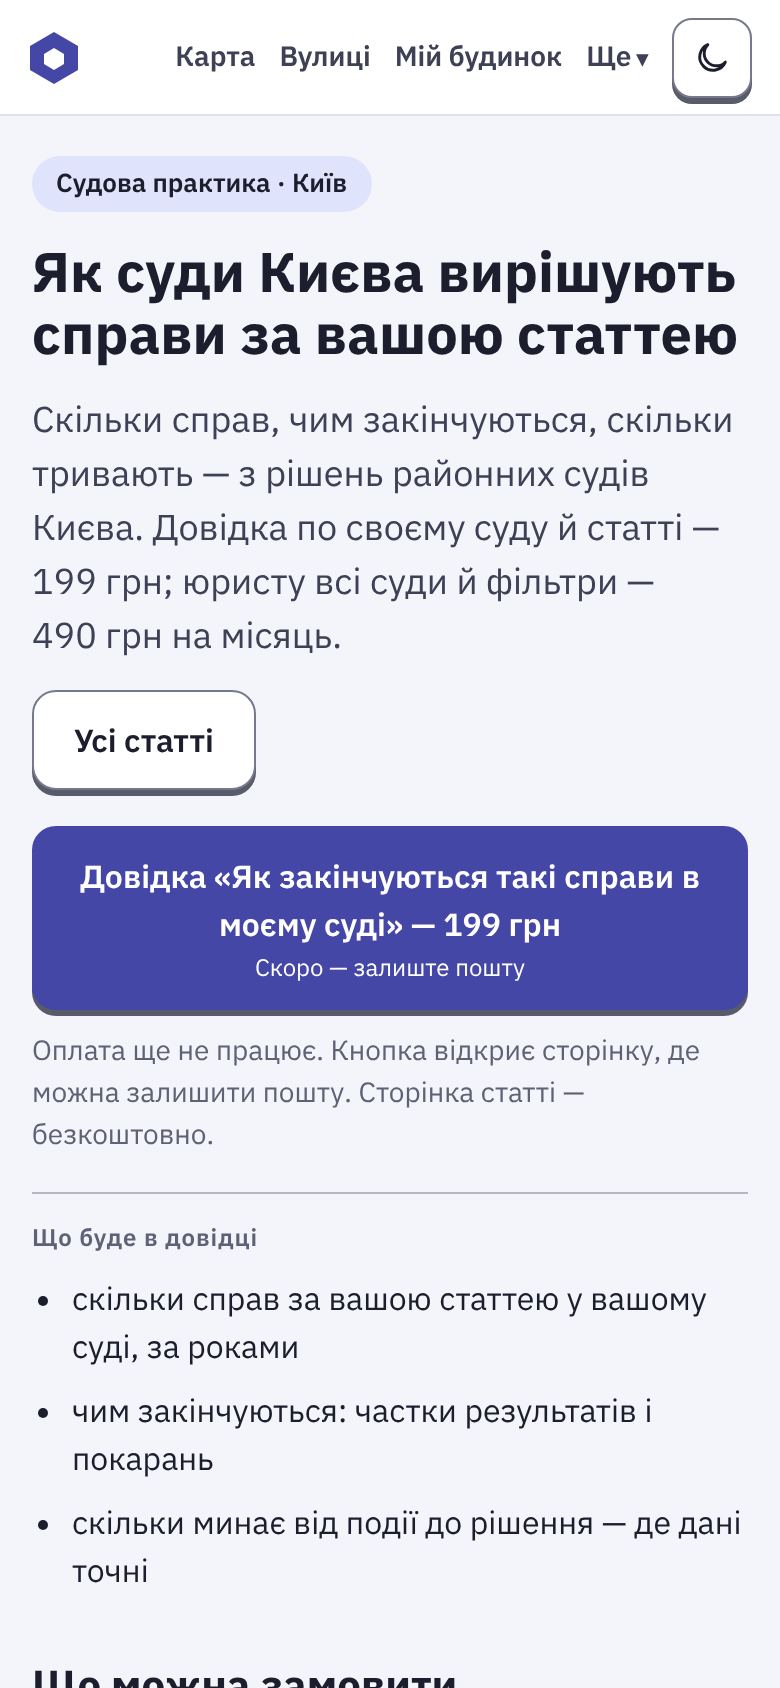 Карта Вулиці Мій будинок Ще ▾
Судова практика · Київ
Як суди Києва вирішують
справи за вашою статтею
Скільки справ, чим закінчуються, скільки
тривають — з рішень районних судів
Києва. Довідка по своєму суду й статті —
199 грн; юристу всі суди й фільтри —
490 грн на місяць.
Усі статті
Довідка «Як закінчуються такі справи в
моєму суді» — 199 грн
Скоро — залиште пошту
Оплата ще не працює. Кнопка відкриє сторінку, де
можна залишити пошту. Сторінка статті —
безкоштовно.
Що буде в довідці
• скільки справ за вашою статтею у вашому
суді, за роками
• чим закінчуються: частки результатів і
покарань
• скільки минає від події до рішення — де дані
точні
Що можна замовити